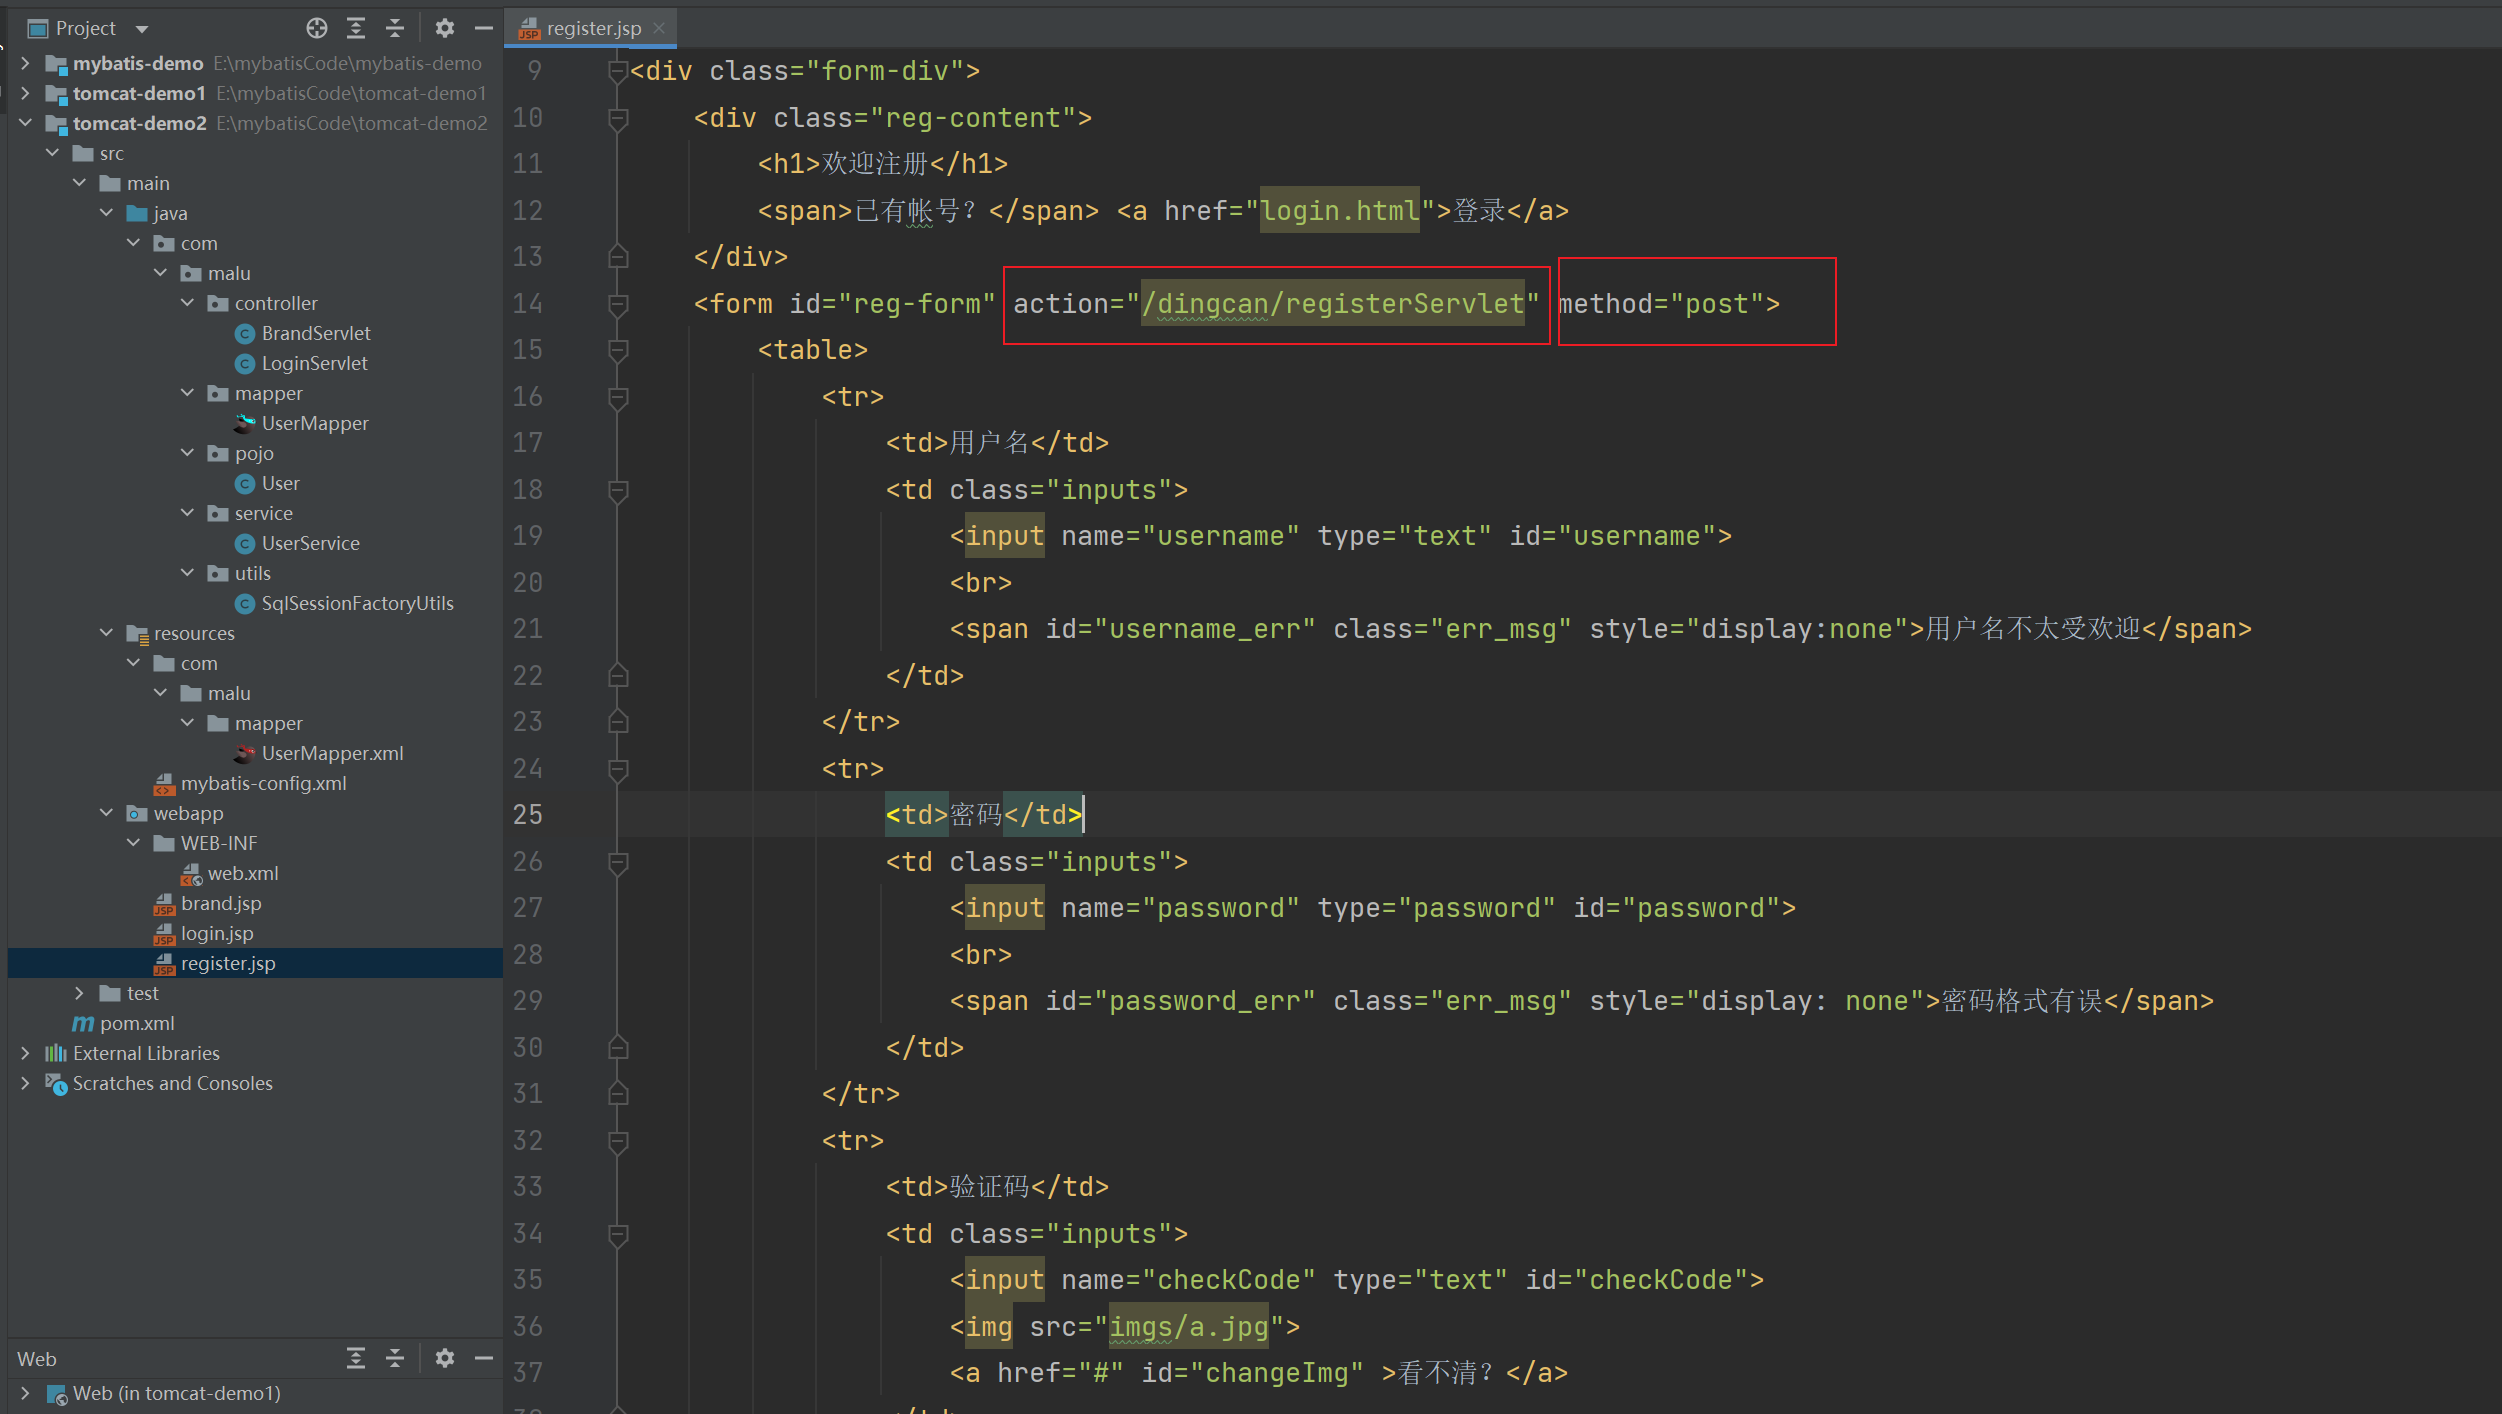 Project
mybatis-demo E:\mybatisCode\mybatis-demo
tomcat-demo1 E:\mybatisCode\tomcat-demo1
tomcat-demo2 E:\mybatisCode\tomcat-demo2
src
main
java
com
malu
controller
BrandServlet
LoginServlet
mapper
UserMapper
pojo
User
service
UserService
utils
SqlSessionFactoryUtils
resources
com
malu
mapper
UserMapper.xml
mybatis-config.xml
webapp
WEB-INF
web.xml
brand.jsp
login.jsp
register.jsp
test
pom.xml
External Libraries
Scratches and Consoles
Web
Web (in tomcat-demo1)
register.jsp
9 <div class="form-div">
10 <div class="reg-content">
11 <h1>欢迎注册</h1>
12 <span>已有帐号？</span> <a href="login.html">登录</a>
13 </div>
14 <form id="reg-form" action="/dingcan/registerServlet" method="post">
15 <table>
16 <tr>
17 <td>用户名</td>
18 <td class="inputs">
19 <input name="username" type="text" id="username">
20 <br>
21 <span id="username_err" class="err_msg" style="display:none">用户名不太受欢迎</span>
22 </td>
23 </tr>
24 <tr>
25 <td>密码</td>
26 <td class="inputs">
27 <input name="password" type="password" id="password">
28 <br>
29 <span id="password_err" class="err_msg" style="display: none">密码格式有误</span>
30 </td>
31 </tr>
32 <tr>
33 <td>验证码</td>
34 <td class="inputs">
35 <input name="checkCode" type="text" id="checkCode">
36 <img src="imgs/a.jpg">
37 <a href="#" id="changeImg" >看不清？</a>